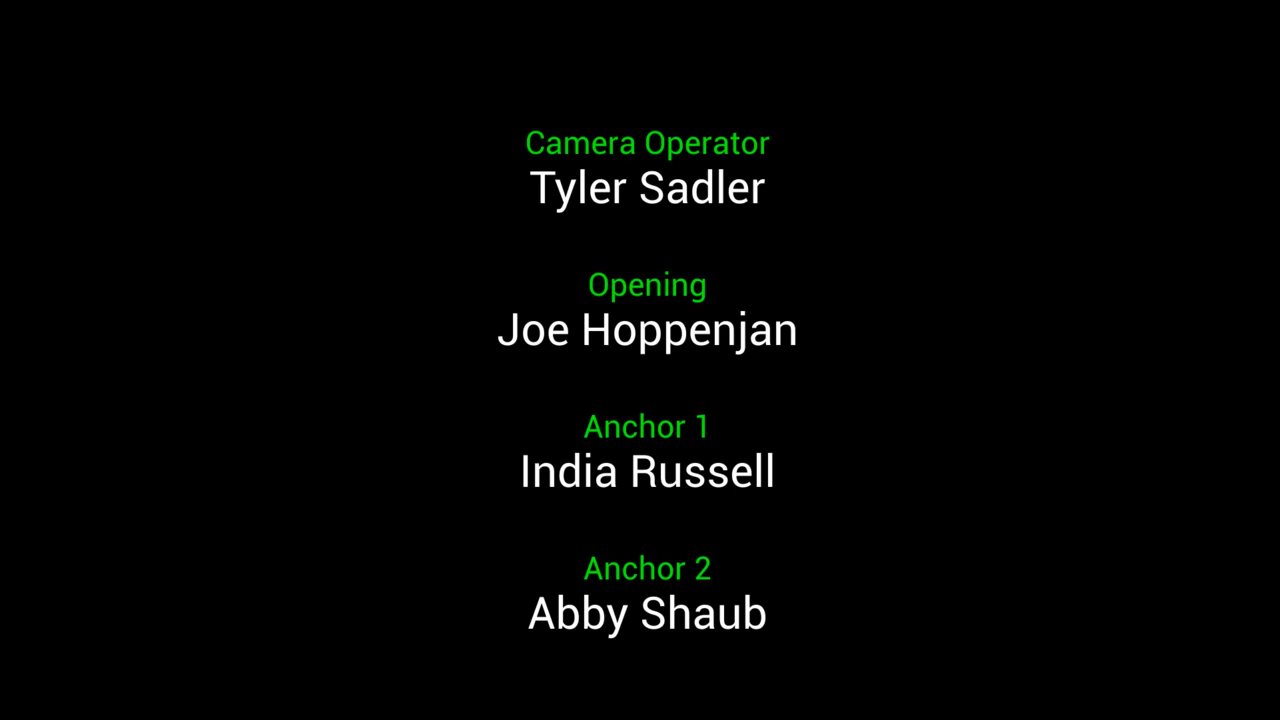 Camera Operator
Tyler Sadler
Opening
Joe Hoppenjan
Anchor 1
India Russell
Anchor 2
Abby Shaub